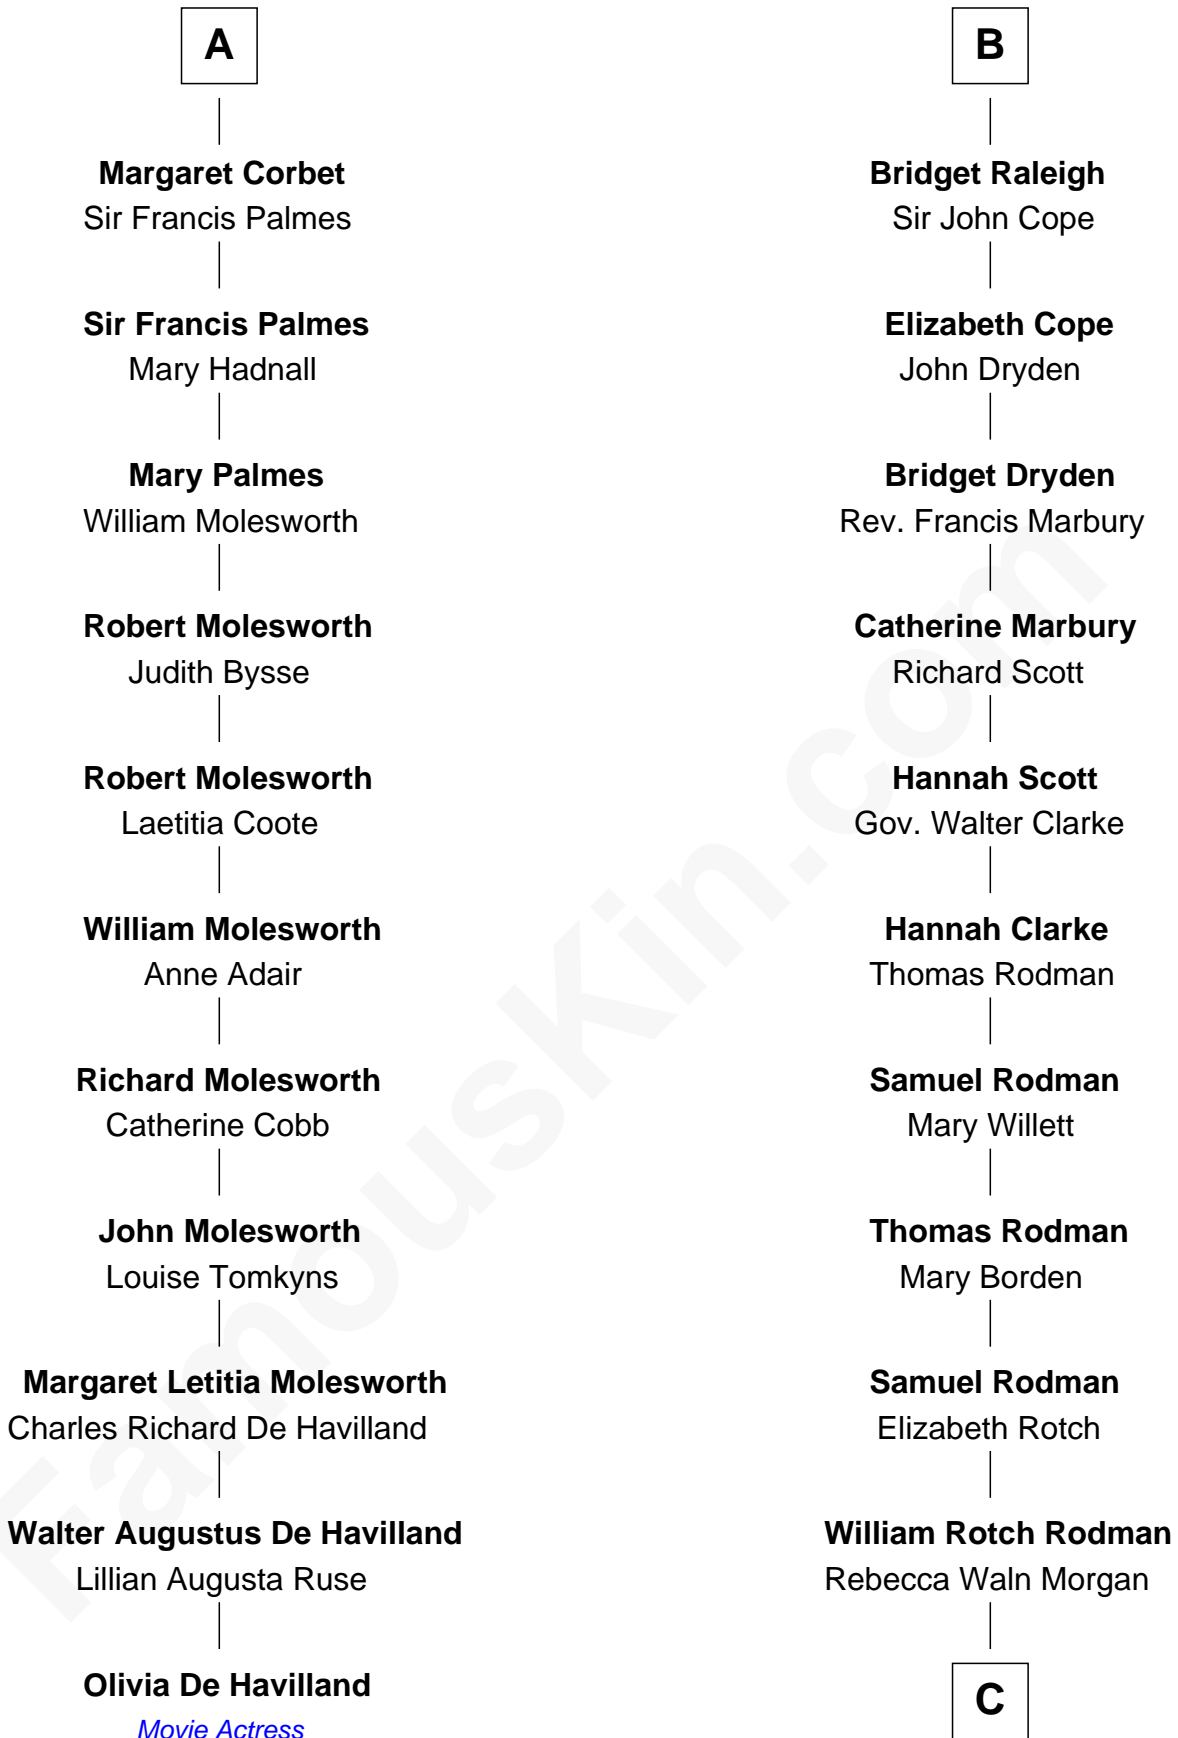 A
Margaret Corbet
Sir Francis Palmes
Sir Francis Palmes
Mary Hadnall
Mary Palmes
William Molesworth
Robert Molesworth
Judith Bysse
Robert Molesworth
Laetitia Coote
William Molesworth
Anne Adair
Richard Molesworth
Catherine Cobb
John Molesworth
Louise Tomkyns
Margaret Letitia Molesworth
Charles Richard De Havilland
Walter Augustus De Havilland
Lillian Augusta Ruse
Olivia De Havilland
Movie Actress
B
Bridget Raleigh
Sir John Cope
Elizabeth Cope
John Dryden
Bridget Dryden
Rev. Francis Marbury
Catherine Marbury
Richard Scott
Hannah Scott
Gov. Walter Clarke
Hannah Clarke
Thomas Rodman
Samuel Rodman
Mary Willett
Thomas Rodman
Mary Borden
Samuel Rodman
Elizabeth Rotch
William Rotch Rodman
Rebecca Waln Morgan
C
FamousKin.com